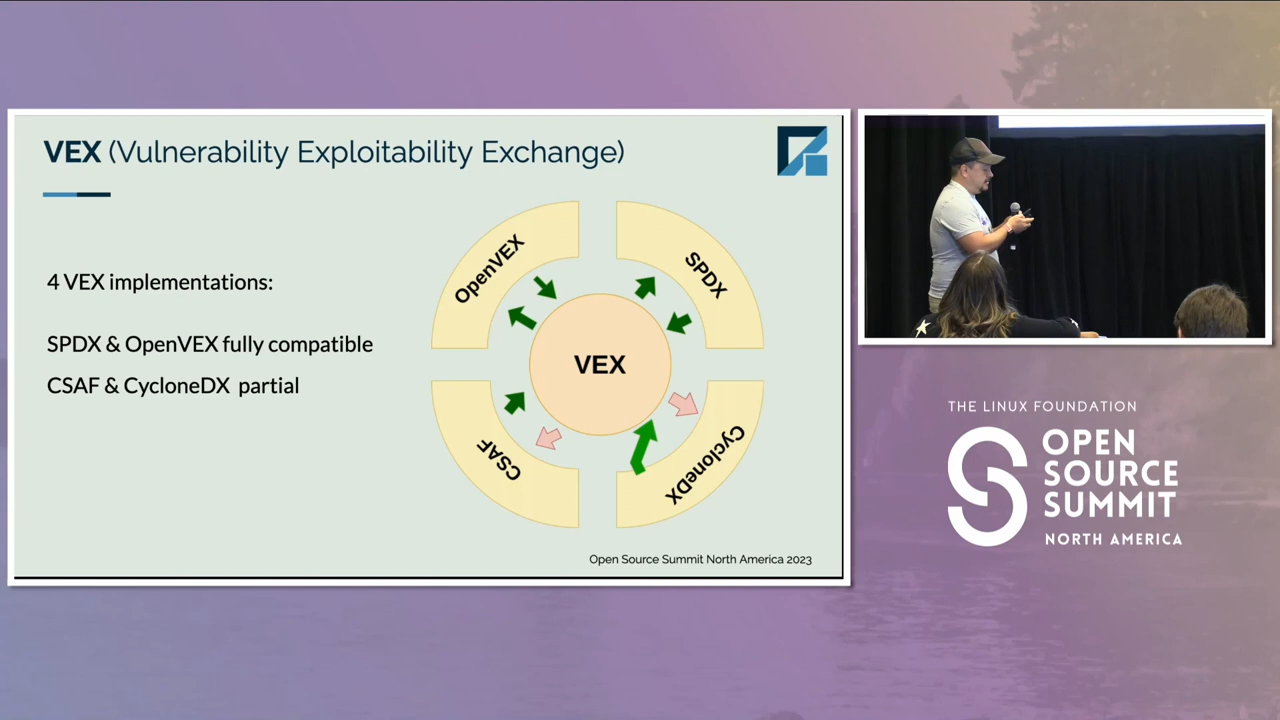 VEX (Vulnerability Exploitability Exchange)
4 VEX implementations:
SPDX & OpenVEX fully compatible
CSAF & CycloneDX partial
OpenVEX
SPDX
VEX
CSAF
CycloneDX
Open Source Summit North America 2023
THE LINUX FOUNDATION
OPEN
SOURCE
SUMMIT
NORTH AMERICA